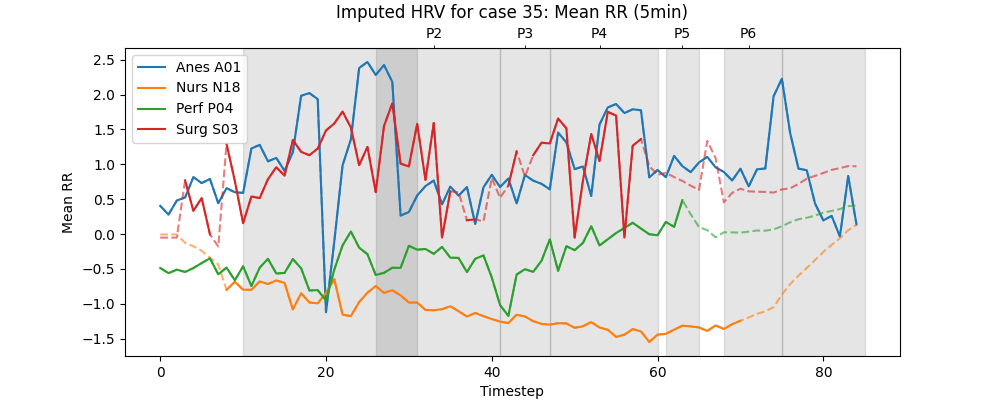 Imputed HRV for case 35: Mean RR (5min)
P2 P3 P4 P5 P6
Anes A01
Nurs N18
Perf P04
Surg S03
2.5
2.0
1.5
1.0
0.5
0.0
−0.5
−1.0
−1.5
Mean RR
0 20 40 60 80
Timestep